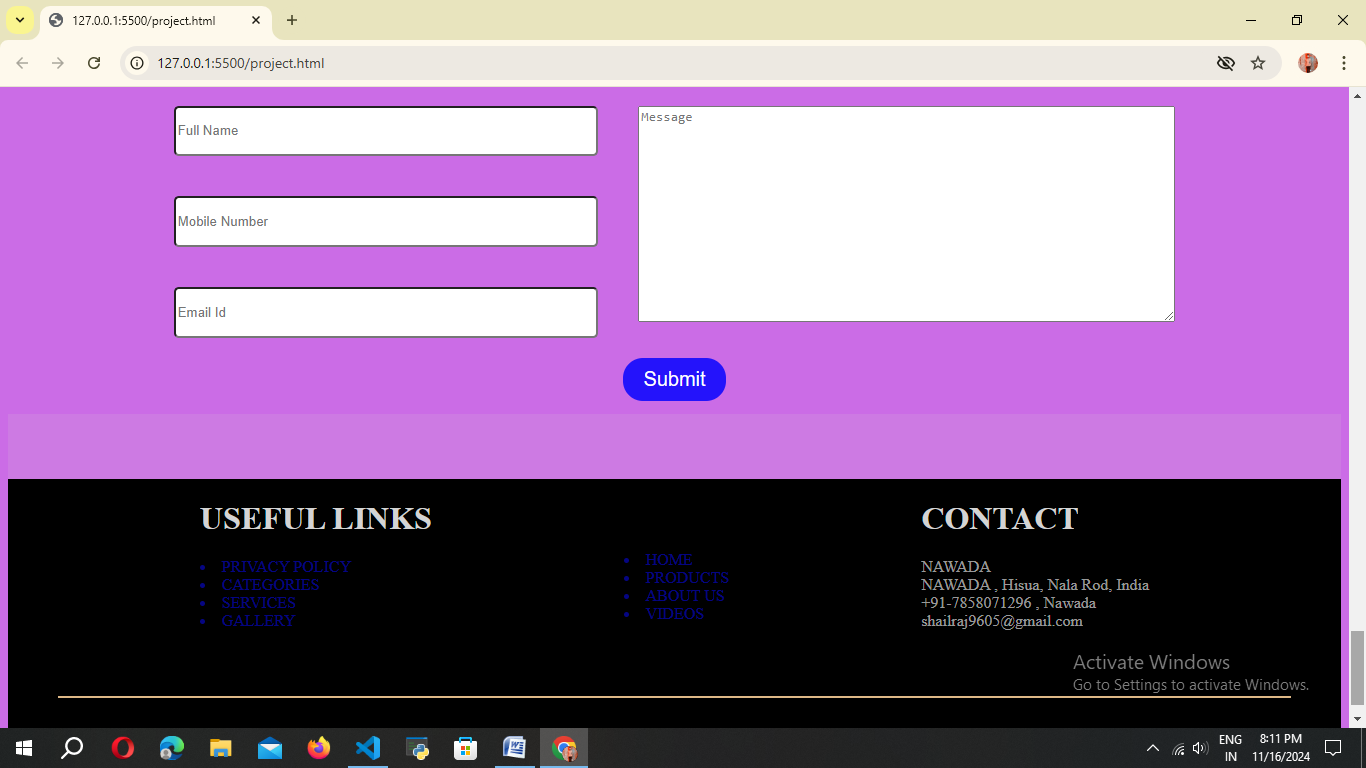 127.0.0.1:5500/project.html
127.0.0.1:5500/project.html
Full Name
Message
Mobile Number
Email Id
Submit
USEFUL LINKS
PRIVACY POLICY
CATEGORIES
SERVICES
GALLERY
HOME
PRODUCTS
ABOUT US
VIDEOS
CONTACT
NAWADA
NAWADA , Hisua, Nala Rod, India
+91-7858071296 , Nawada
shailraj9605@gmail.com
Activate Windows
Go to Settings to activate Windows.
ENG
IN
8:11 PM
11/16/2024